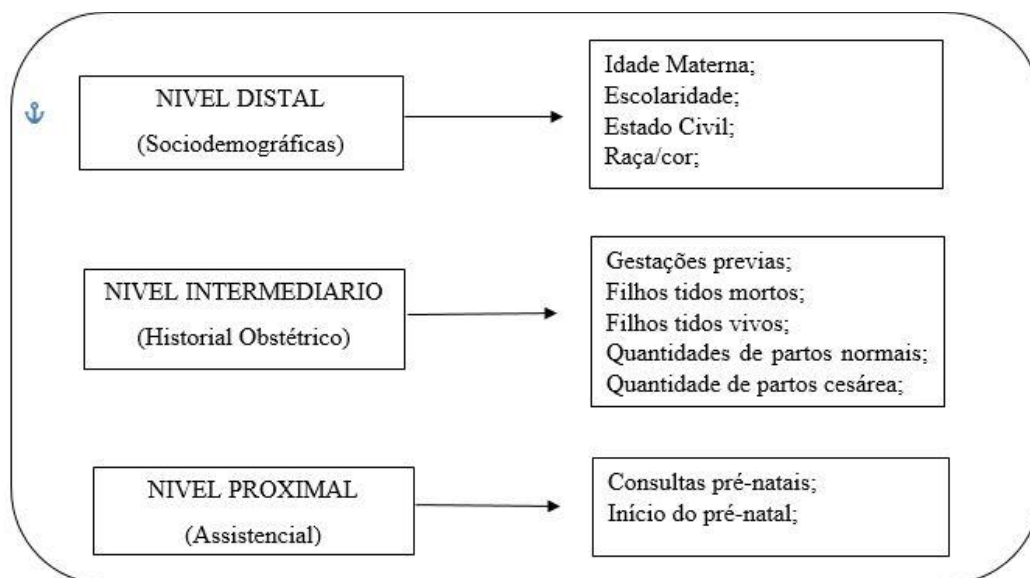 NIVEL DISTAL
(Sociodemográficas)
Idade Materna;
Escolaridade;
Estado Civil;
Raça/cor;
NIVEL INTERMEDIARIO
(Historial Obstétrico)
Gestações previas;
Filhos tidos mortos;
Filhos tidos vivos;
Quantidades de partos normais;
Quantidade de partos cesárea;
NIVEL PROXIMAL
(Assistencial)
Consultas pré-natais;
Início do pré-natal;